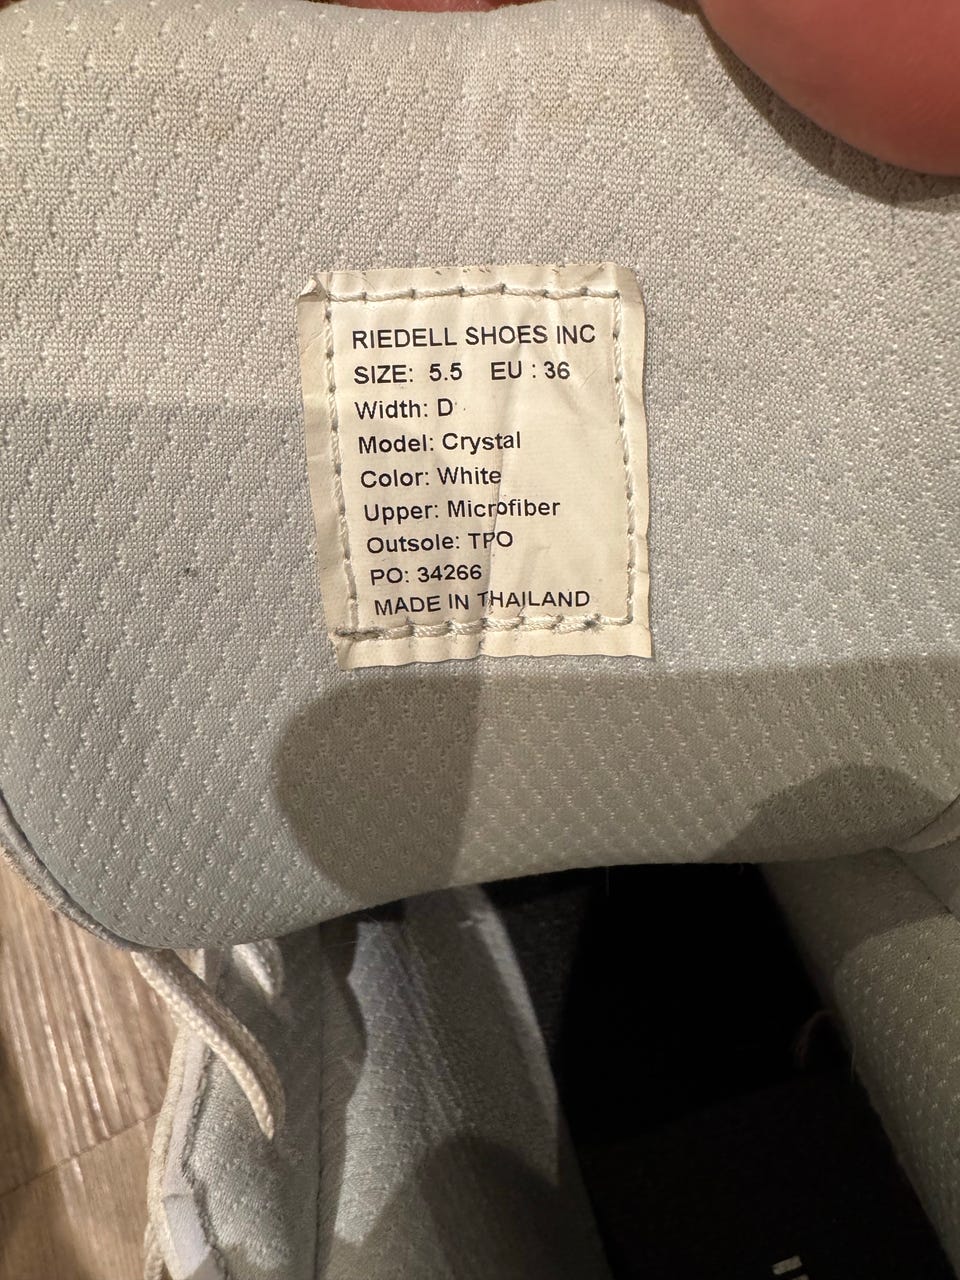 RIEDELL SHOES INC
SIZE: 5.5 EU : 36
Width: D
Model: Crystal
Color: White
Upper: Microfiber
Outsole: TPO
PO: 34266
MADE IN THAILAND